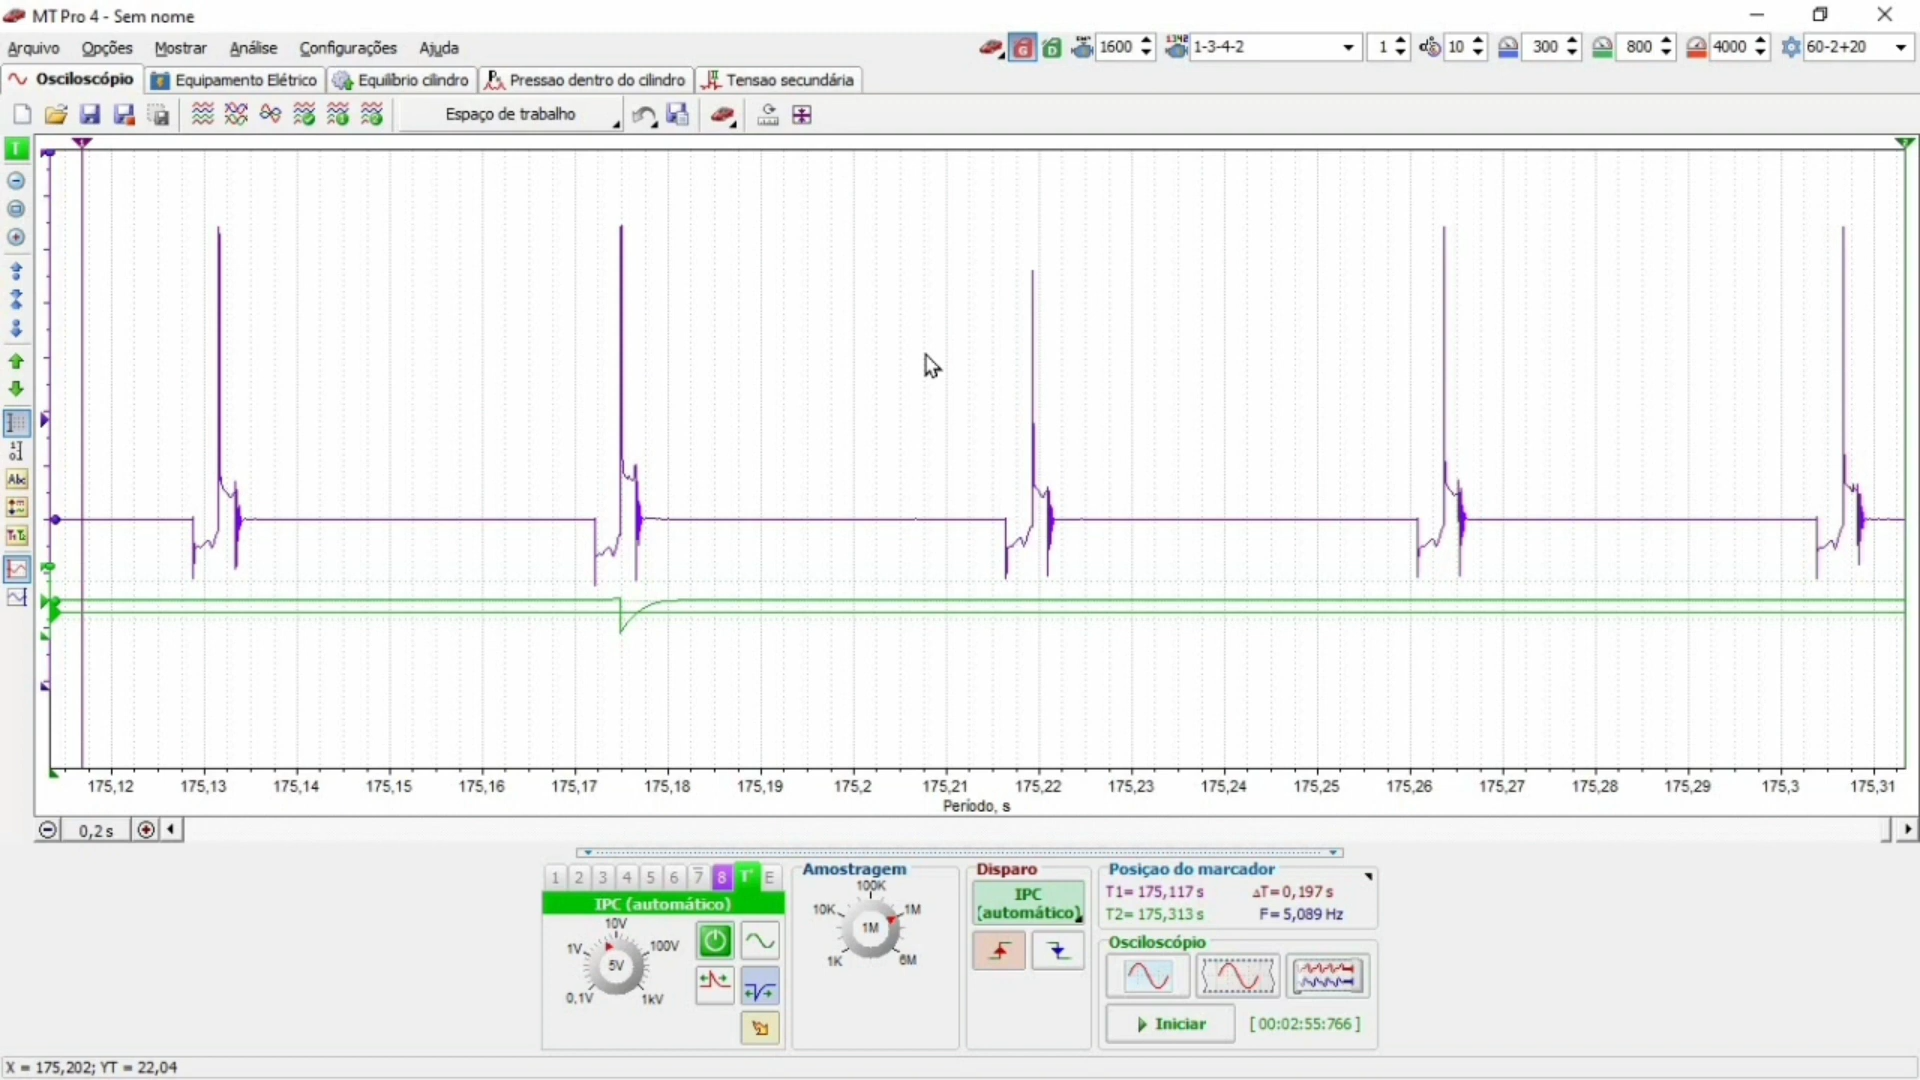 MT Pro 4 - Sem nome
Arquivo Opções Mostrar Análise Configurações Ajuda
1600 1-3-4-2 1 10 300 800 4000 60-2+20
Osciloscópio Equipamento Elétrico Equilibrio cilindro Pressao dentro do cilindro Tensao secundária
Espaço de trabalho
T
Abc
175,12 175,13 175,14 175,15 175,16 175,17 175,18 175,19 175,2 175,21 175,22 175,23 175,24 175,25 175,26 175,27 175,28 175,29 175,3 175,31
Período, s
0,2 s
1 2 3 4 5 6 7 8 T' E
IPC (automático)
10V
1V 100V
5V
0,1V 1kV
Amostragem
100K
10K 1M
1M
1K 6M
Disparo
IPC
(automático)
Posiçao do marcador
T1= 175,117 s ΔT= 0,197 s
T2= 175,313 s F= 5,089 Hz
Osciloscópio
Iniciar [ 00:02:55:766 ]
X = 175,202; YT = 22,04